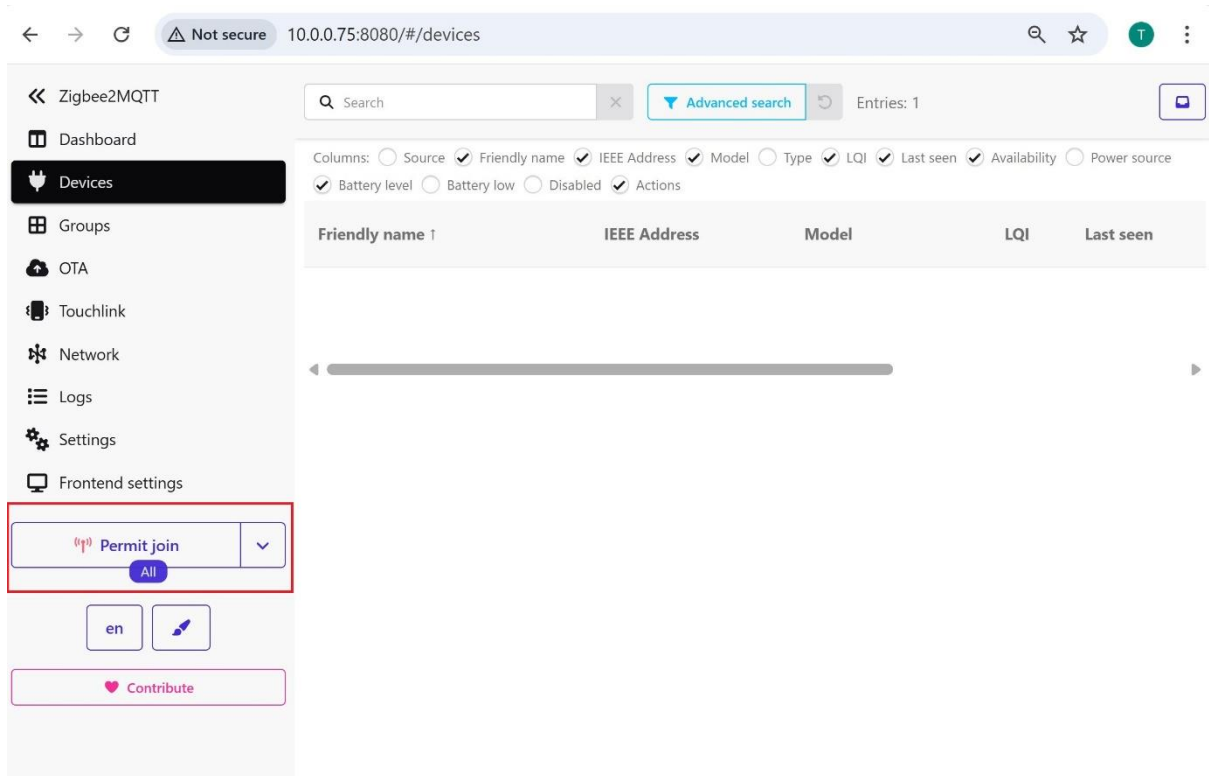 Not secure 10.0.0.75:8080/#/devices
T
Zigbee2MQTT
Dashboard
Devices
Groups
OTA
Touchlink
Network
Logs
Settings
Frontend settings
Permit join
All
en
Contribute
Search
Advanced search
Entries: 1
Columns: Source Friendly name IEEE Address Model Type LQI Last seen Availability Power source
Battery level Battery low Disabled Actions
Friendly name ↑ IEEE Address Model LQI Last seen